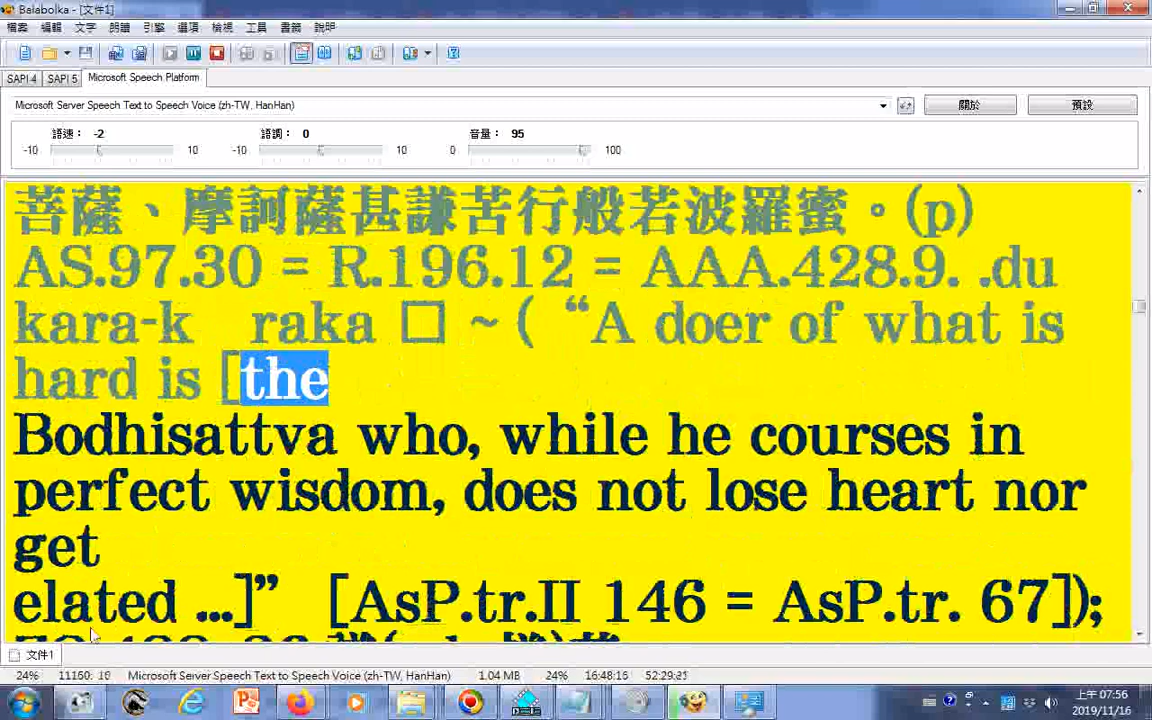 Balabolka - [文件1]
檔案 編輯 文字 朗讀 引擎 選項 檢視 工具 書籤 說明
SAPI 4 SAPI 5 Microsoft Speech Platform
Microsoft Server Speech Text to Speech Voice (zh-TW, HanHan) 關於 預設
語速： -2 語調： 0 音量： 95
-10 10 -10 10 0 100
菩薩、摩訶薩甚謙苦行般若波羅蜜。(p)
AS.97.30 = R.196.12 = AAA.428.9. .du
kara-k raka □ ~ ( “A doer of what is
hard is [the
Bodhisattva who, while he courses in
perfect wisdom, does not lose heart nor
get
elated ...]” [AsP.tr.II 146 = AsP.tr. 67]);
文件1
24% 11160: 18 Microsoft Server Speech Text to Speech Voice (zh-TW, HanHan) 1.04 MB 24% 16:48:16 52:29:21
上午 07:56
2019/11/16